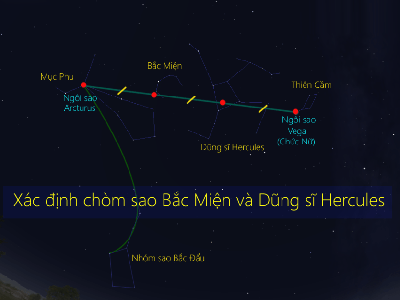 Bắc Miện
Mục Phu
Thiên Cầm
Ngôi sao
Arcturus
Ngôi sao
Vega
(Chức Nữ)
Dũng sĩ Hercules
Xác định chòm sao Bắc Miện và Dũng sĩ Hercules
Nhóm sao Bắc Đẩu